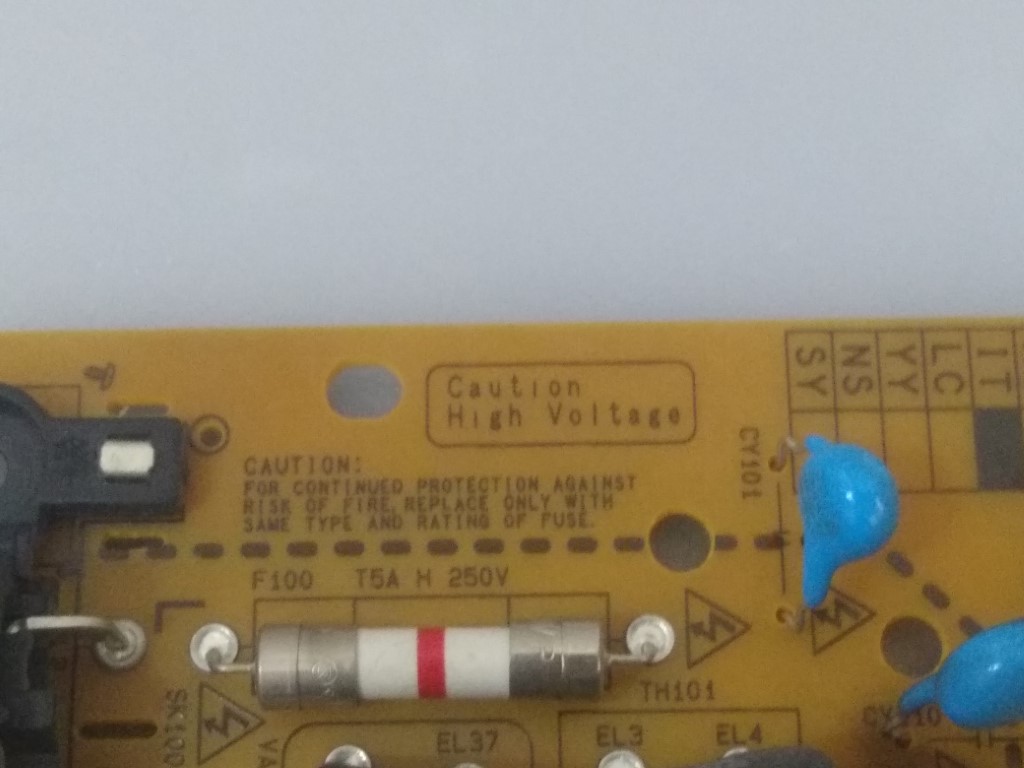 Caution
High Voltage
SY
NS
YY
LC
IT
CY101
CAUTION:
FOR CONTINUED PROTECTION AGAINST
RISK OF FIRE, REPLACE ONLY WITH
SAME TYPE AND RATING OF FUSE.
F100 T5A H 250V
TH101
SK100
EL37
EL3
EL4